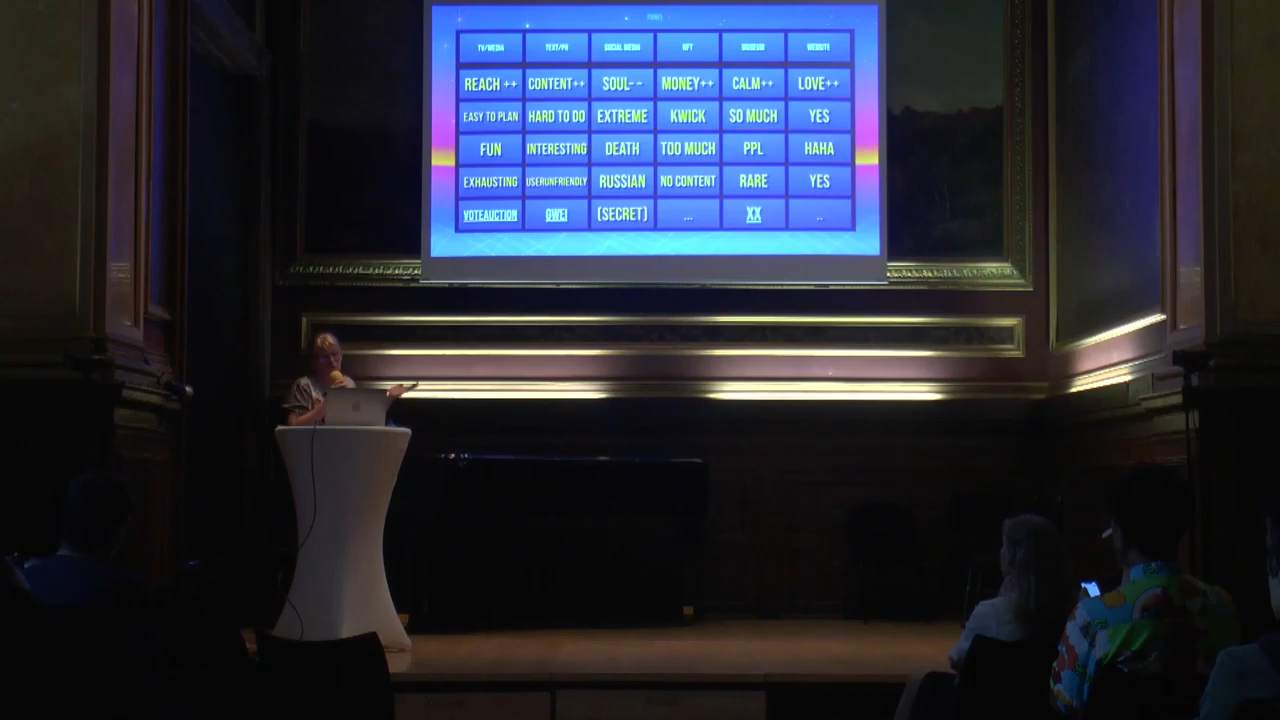 PANEL
TV/MEDIA TEXT/PR SOCIAL MEDIA NFT MUSEUM WEBSITE
REACH ++ CONTENT++ SOUL-- MONEY++ CALM++ LOVE++
EASY TO PLAN HARD TO DO EXTREME KWICK SO MUCH YES
FUN INTERESTING DEATH TOO MUCH PPL HAHA
EXHAUSTING USERUNFRIENDLY RUSSIAN NO CONTENT RARE YES
VOTEAUCTION GWEI (SECRET) ... XX ..